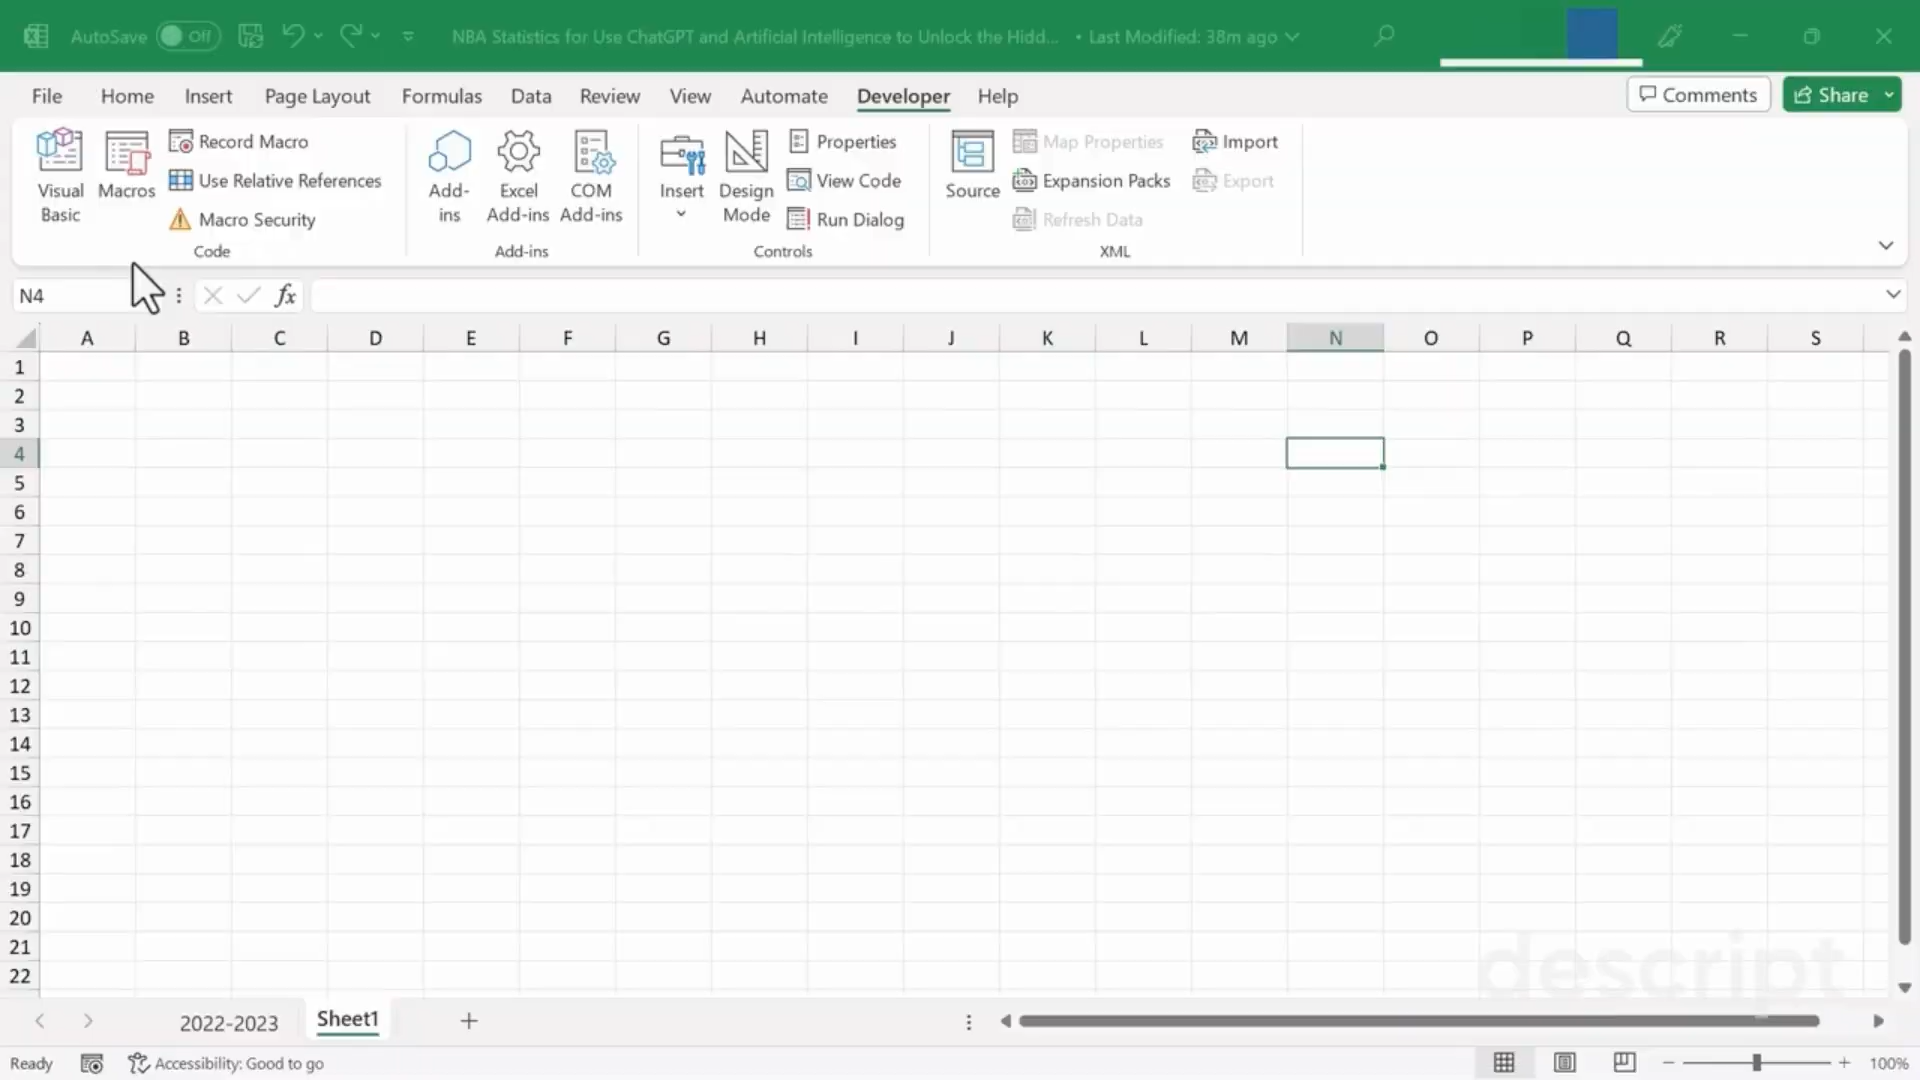 AutoSave Off NBA Statistics for Use ChatGPT and Artificial Intelligence to Unlock the Hidd... • Last Modified: 38m ago
File Home Insert Page Layout Formulas Data Review View Automate Developer Help Comments Share
Visual Basic
Macros
Record Macro
Use Relative References
Macro Security
Code
Add-ins
Excel Add-ins
COM Add-ins
Add-ins
Insert
Design Mode
Properties
View Code
Run Dialog
Controls
Source
Map Properties
Expansion Packs
Refresh Data
Import
Export
XML
N4 fx
A B C D E F G H I J K L M N O P Q R S
1
2
3
4
5
6
7
8
9
10
11
12
13
14
15
16
17
18
19
20
21
22
descript
2022-2023 Sheet1
Ready Accessibility: Good to go 100%